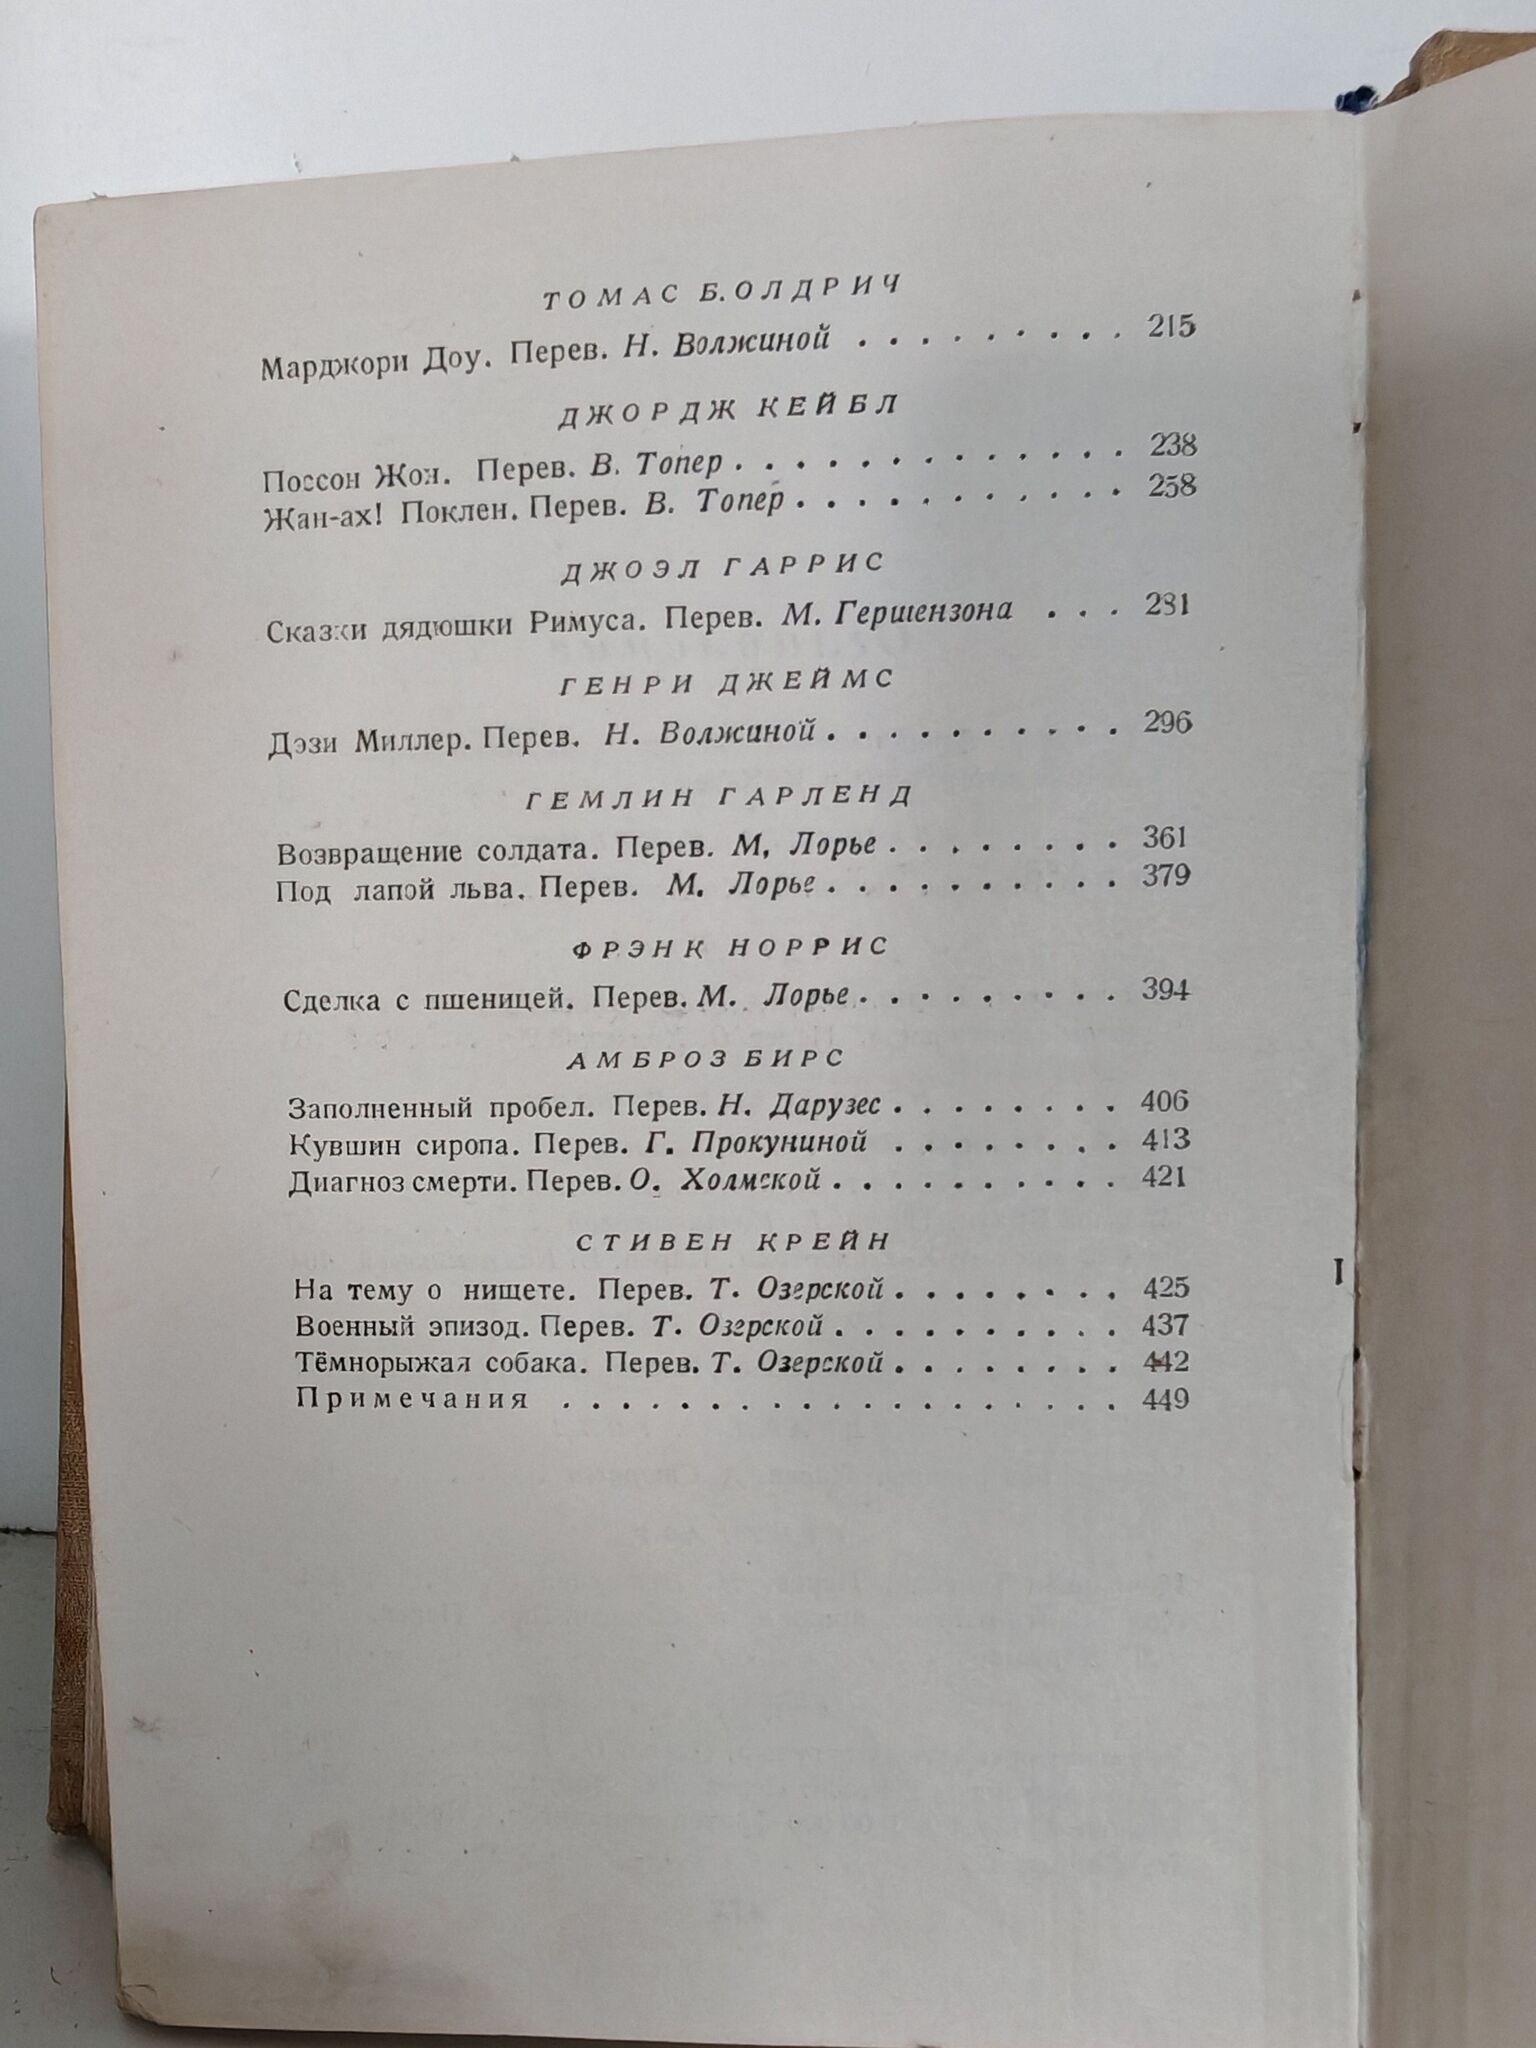 ТОМАС Б. ОЛДРИЧ
Марджори Доу. Перев. Н. Волжиной . . . . . . . . . 215
ДЖОРДЖ КЕЙБЛ
Поссон Жон. Перев. В. Топер . . . . . . . . . . . . . 238
Жан-ах! Поклен. Перев. В. Топер . . . . . . . . . . . 258
ДЖОЭЛ ГАРРИС
Сказки дядюшки Римуса. Перев. М. Гершензона . . . 281
ГЕНРИ ДЖЕЙМС
Дэзи Миллер. Перев. Н. Волжиной . . . . . . . . . . 296
ГЕМЛИН ГАРЛЕНД
Возвращение солдата. Перев. М. Лорье . . . . . . . . 361
Под лапой льва. Перев. М. Лорье . . . . . . . . . . 379
ФРЭНК НОРРИС
Сделка с пшеницей. Перев. М. Лорье . . . . . . . . . 394
АМБРОЗ БИРС
Заполненный пробел. Перев. Н. Дарузес . . . . . . . . 406
Кувшин сиропа. Перев. Г. Прокуниной . . . . . . . . 413
Диагноз смерти. Перев. О. Холмской . . . . . . . . . . 421
СТИВЕН КРЕЙН
На тему о нищете. Перев. Т. Озерской . . . . . . . . 425
Военный эпизод. Перев. Т. Озерской . . . . . . . . . . 437
Тёмнорыжая собака. Перев. Т. Озерской . . . . . . . . 442
Примечания . . . . . . . . . . . . . . . . . . . 449